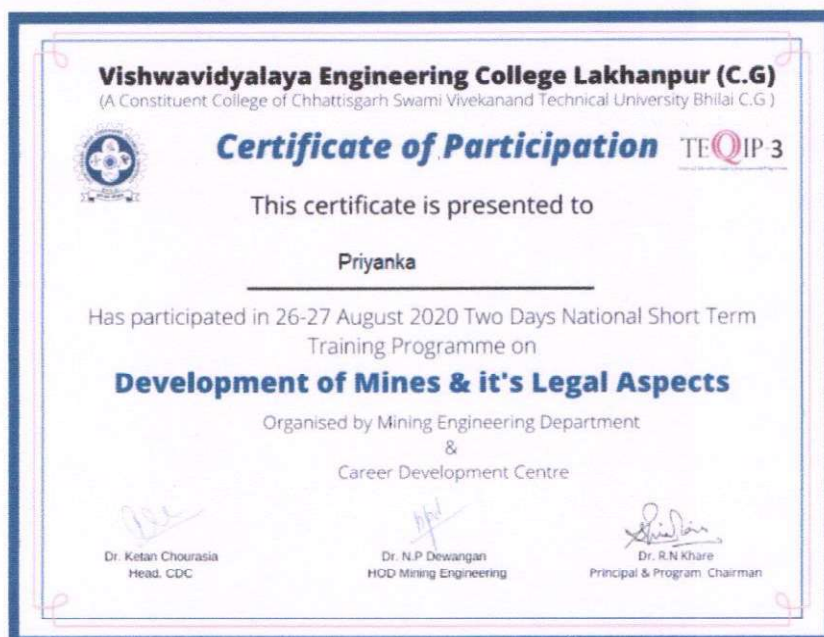 Vishwavidyalaya Engineering College Lakhanpur (C.G)
(A Constituent College of Chhattisgarh Swami Vivekanand Technical University Bhilai C.G )
Certificate of Participation
TEQIP-3
This certificate is presented to
Priyanka
Has participated in 26-27 August 2020 Two Days National Short Term
Training Programme on
Development of Mines & it's Legal Aspects
Organised by Mining Engineering Department
&
Career Development Centre
Dr. Ketan Chourasia
Head, CDC
Dr. N.P Dewangan
HOD Mining Engineering
Dr. R.N Khare
Principal & Program Chairman